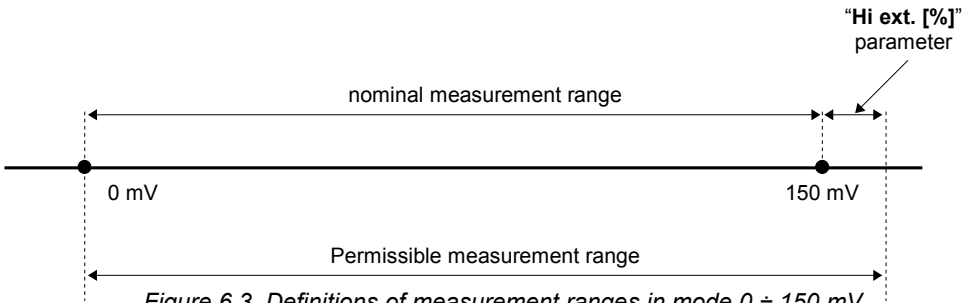 “Hi ext. [%]”
parameter
nominal measurement range
0 mV
150 mV
Permissible measurement range
Figure 6.3. Definitions of measurement ranges in mode 0 ÷ 150 mV